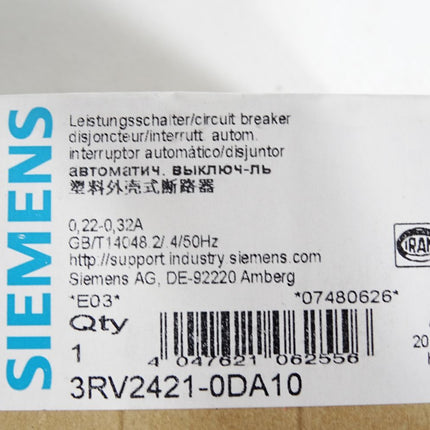 SIEMENS
Leistungsschalter/circuit breaker
disjoncteur/interrutt. autom.
interruptor automático/disjuntor
автоматич. выключ-ль
塑料外壳式断路器
0,22-0,32A
GB/T14048.2/.4/50Hz
http://support.industry.siemens.com
Siemens AG, DE-92220 Amberg
*E03* *07480626*
Qty
1
4 047621 062556
3RV2421-0DA10
IRAM
20